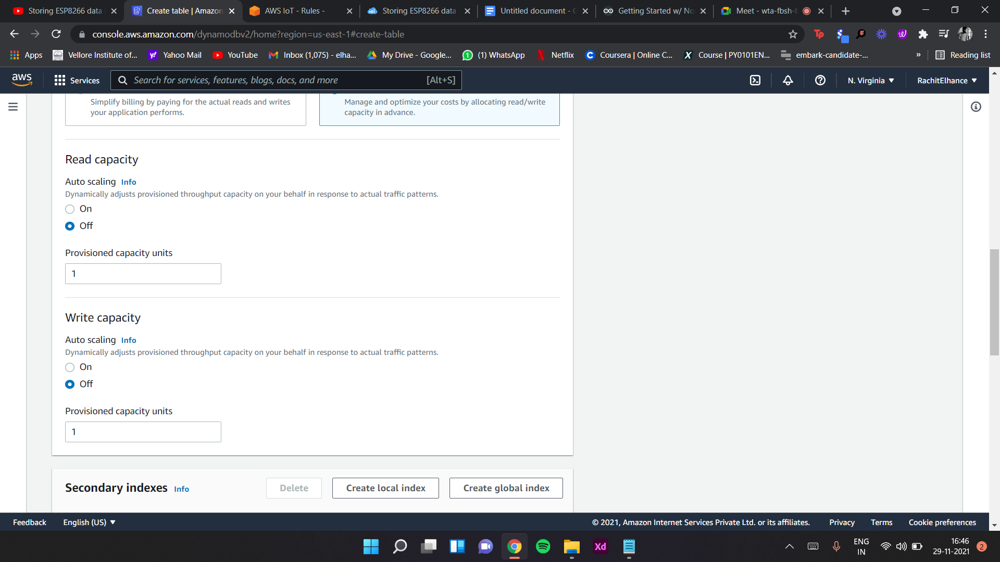 Storing ESP8266 data
Create table | Amazon
AWS IoT - Rules -
Storing ESP8266 data
Untitled document - G
Getting Started w/ No
Meet - wta-fbsh-b
console.aws.amazon.com/dynamodbv2/home?region=us-east-1#create-table
Apps
Vellore Institute of...
Yahoo Mail
YouTube
Inbox (1,075) - elha...
My Drive - Google...
(1) WhatsApp
Netflix
Coursera | Online C...
Course | PY0101EN...
embark-candidate-...
»
Reading list
aws
Services
Search for services, features, blogs, docs, and more
[Alt+S]
N. Virginia
RachitElhance
Simplify billing by paying for the actual reads and writes
your application performs.
Manage and optimize your costs by allocating read/write
capacity in advance.
Read capacity
Auto scaling Info
Dynamically adjusts provisioned throughput capacity on your behalf in response to actual traffic patterns.
On
Off
Provisioned capacity units
1
Write capacity
Auto scaling Info
Dynamically adjusts provisioned throughput capacity on your behalf in response to actual traffic patterns.
On
Off
Provisioned capacity units
1
Secondary indexes Info
Delete
Create local index
Create global index
Feedback
English (US)
© 2021, Amazon Internet Services Private Ltd. or its affiliates.
Privacy
Terms
Cookie preferences
Xd
ENG
IN
16:46
29-11-2021
2